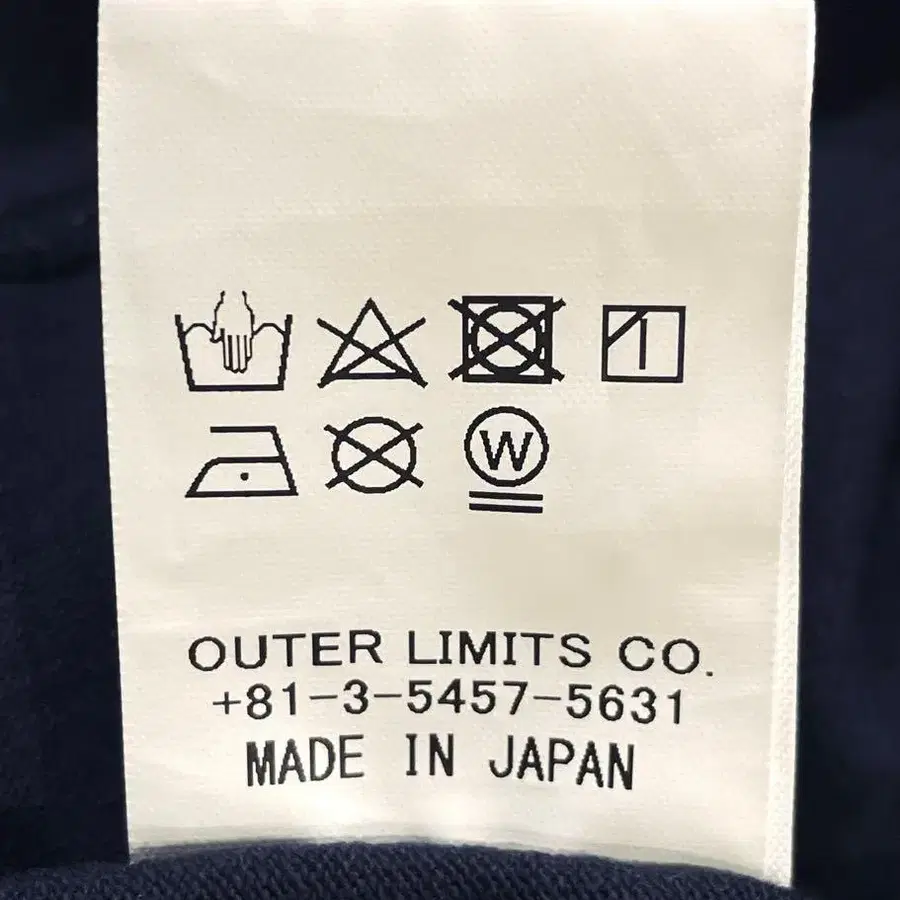 W
OUTER LIMITS CO.
+81-3-5457-5631
MADE IN JAPAN